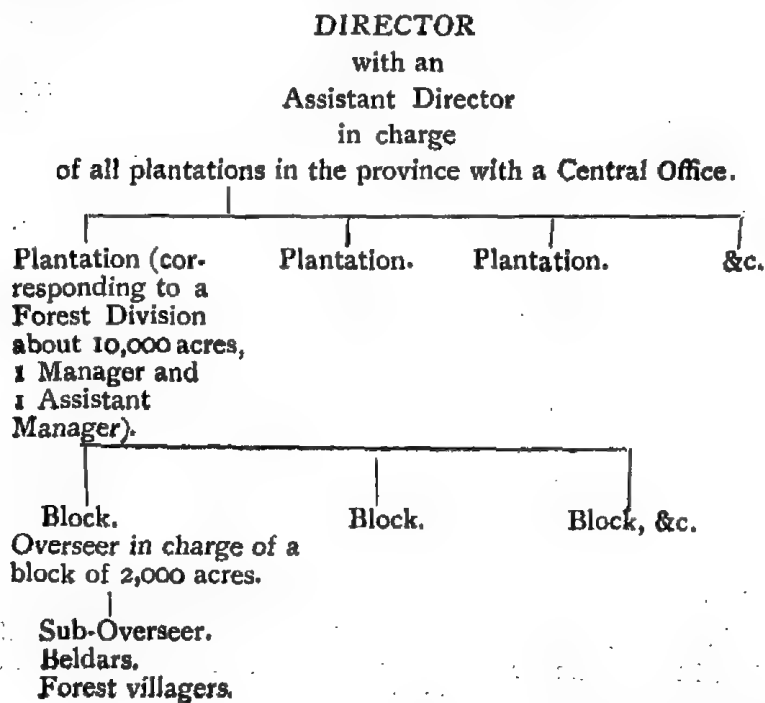 DIRECTOR
with an
Assistant Director
in charge
of all plantations in the province with a Central Office.
Plantation (cor-
responding to a
Forest Division
about 10,000 acres,
1 Manager and
1 Assistant
Manager).
Plantation.
Plantation.
&c.
Block.
Overseer in charge of a
block of 2,000 acres.
Block.
Block, &c.
Sub-Overseer.
Beldars.
Forest villagers.